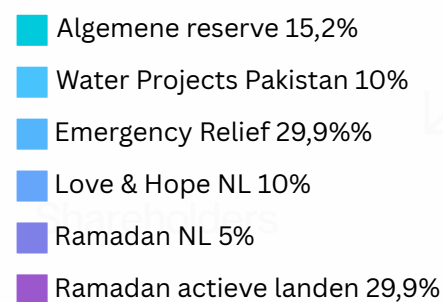 Algemene reserve 15,2%
Water Projects Pakistan 10%
Emergency Relief 29,9%%
Love & Hope NL 10%
Shareholders
Ramadan NL 5%
Ramadan actieve landen 29,9%